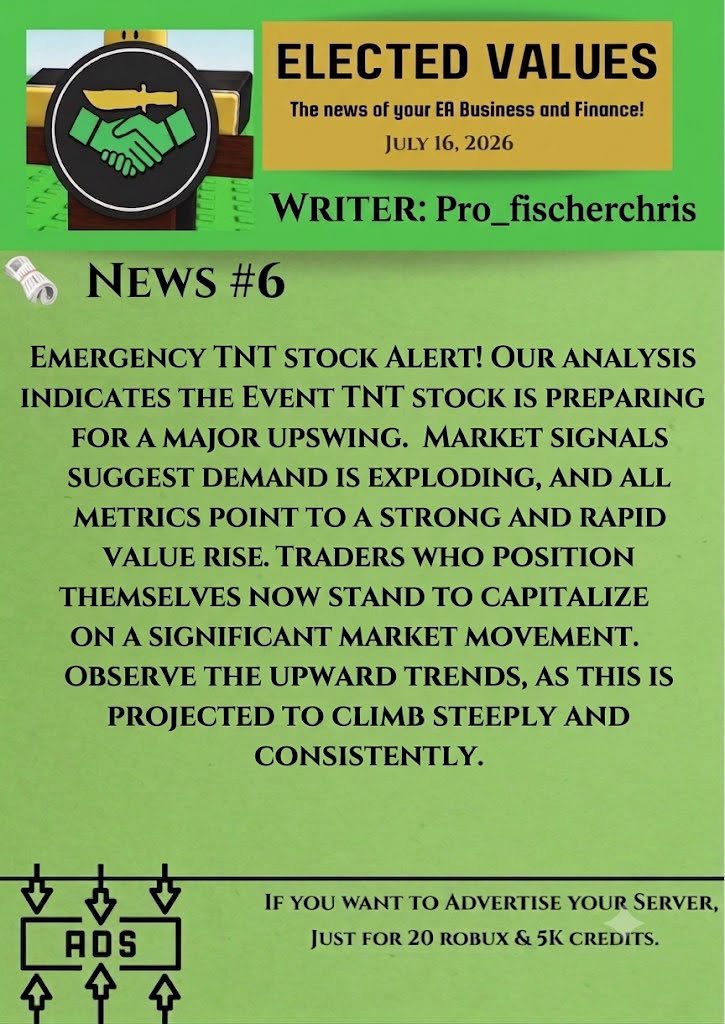 ELECTED VALUES
The news of your EA Business and Finance!
July 16, 2026
Writer: Pro_fischerchris
News #6
Emergency TNT stock Alert! Our analysis
indicates the Event TNT stock is preparing
for a major upswing. Market signals
suggest demand is exploding, and all
metrics point to a strong and rapid
value rise. Traders who position
themselves now stand to capitalize
on a significant market movement.
Observe the upward trends, as this is
projected to climb steeply and
consistently.
ADS
If you want to Advertise your Server,
Just for 20 robux & 5K credits.